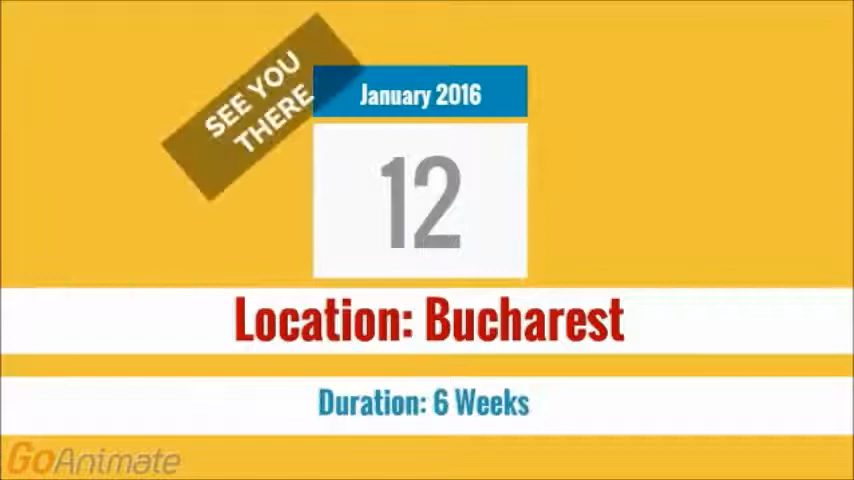 SEE YOU
THERE
January 2016
12
Location: Bucharest
Duration: 6 Weeks
GoAnimate